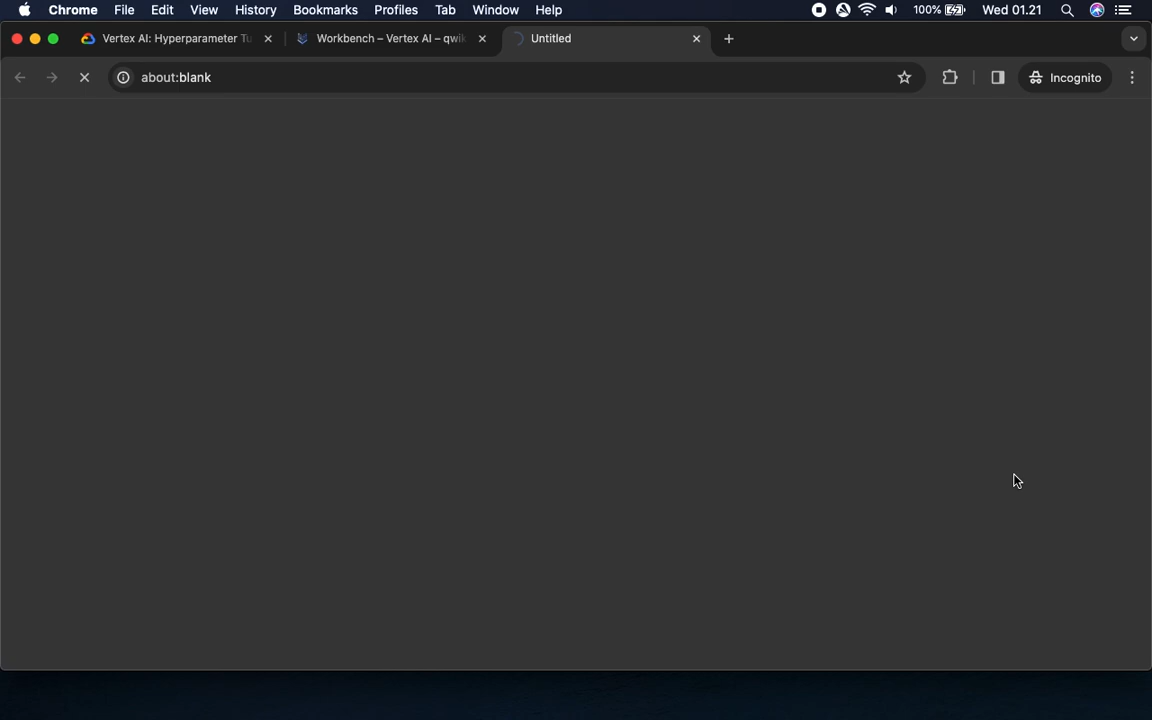 Chrome File Edit View History Bookmarks Profiles Tab Window Help 100% Wed 01.21
Vertex AI: Hyperparameter Tu Workbench – Vertex AI – qwik Untitled
about:blank Incognito